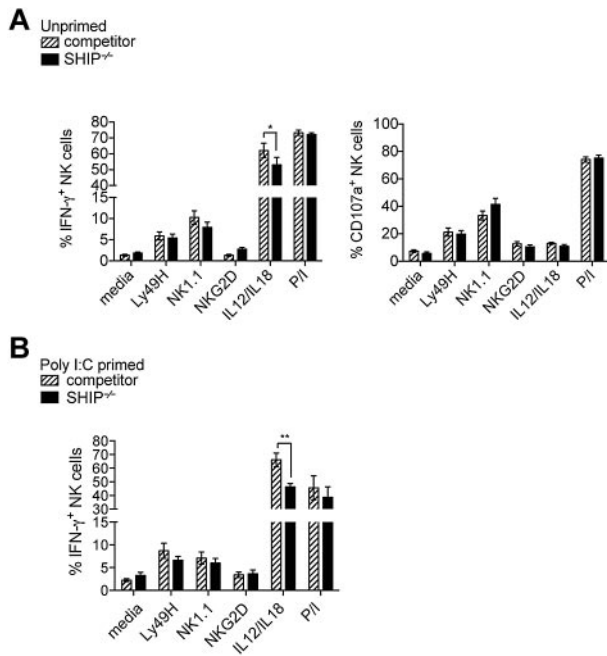 A
Unprimed
competitor
SHIP⁻/⁻
% IFN-γ⁺ NK cells
80
70
60
50
40
15
10
5
0
*
media
Ly49H
NK1.1
NKG2D
IL12/IL18
P/I
% CD107a⁺ NK cells
100
80
60
40
20
0
media
Ly49H
NK1.1
NKG2D
IL12/IL18
P/I
B
Poly I:C primed
competitor
SHIP⁻/⁻
% IFN-γ⁺ NK cells
80
70
60
50
40
30
15
10
5
0
**
media
Ly49H
NK1.1
NKG2D
IL12/IL18
P/I